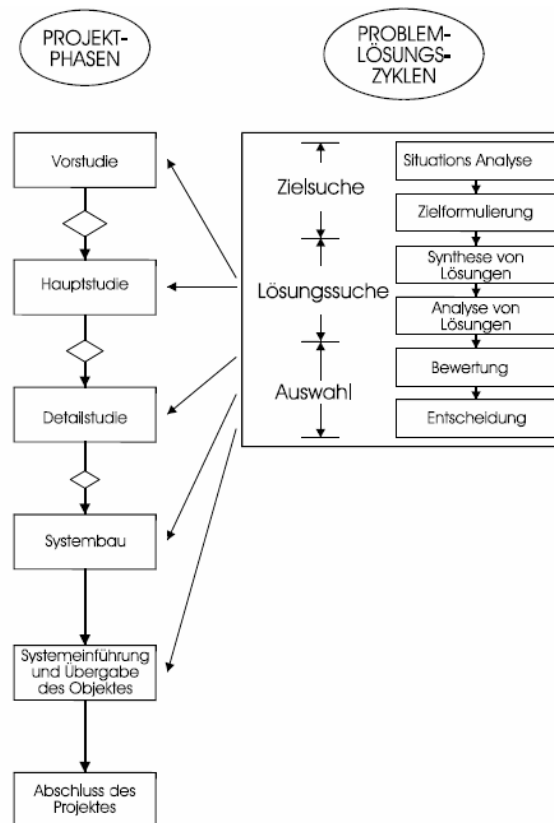 PROJEKT-
PHASEN
PROBLEM-
LÖSUNGS-
ZYKLEN
Vorstudie
Hauptstudie
Detailstudie
Systembau
Systemeinführung
und Übergabe
des Objektes
Abschluss des
Projektes
Zielsuche
Lösungssuche
Auswahl
Situations Analyse
Zielformulierung
Synthese von
Lösungen
Analyse von
Lösungen
Bewertung
Entscheidung